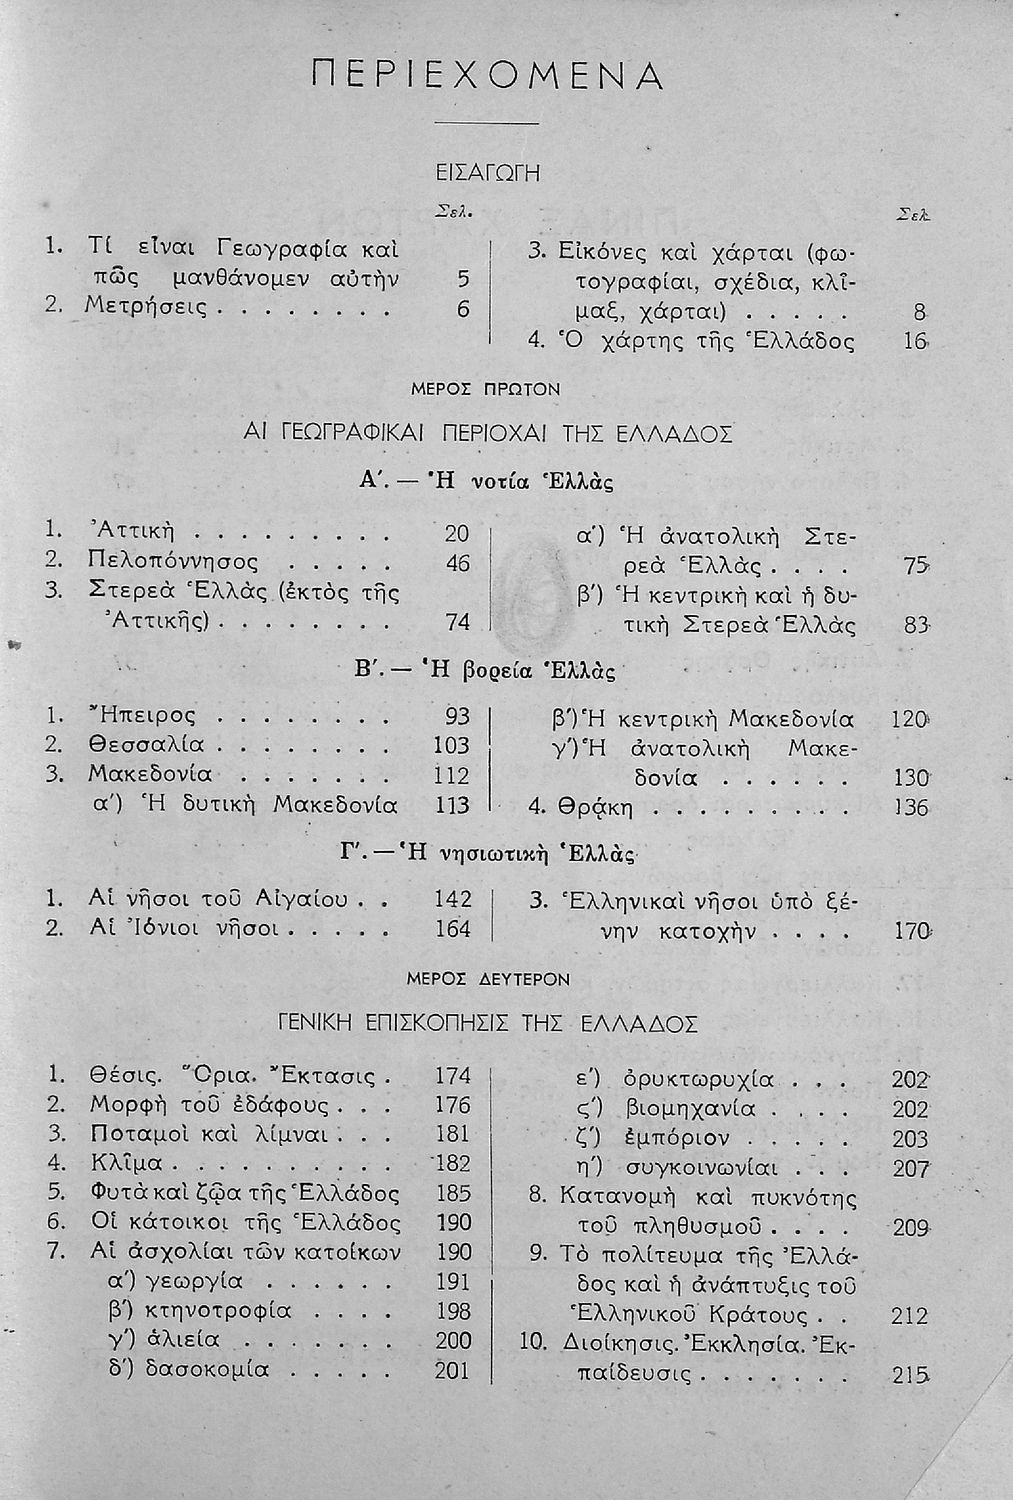 ΠΕΡΙΕΧΟΜΕΝΑ
ΕΙΣΑΓΩΓΗ
Σελ.
1. Τί εἶναι Γεωγραφία καὶ
πῶς μανθάνομεν αὐτὴν 5
2. Μετρήσεις . . . . . . . . 6
Σελ.
3. Εἰκόνες καὶ χάρται (φω-
τογραφίαι, σχέδια, κλῖ-
μαξ, χάρται) . . . . . 8
4. Ὁ χάρτης τῆς Ἑλλάδος 16
ΜΕΡΟΣ ΠΡΩΤΟΝ
ΑΙ ΓΕΩΓΡΑΦΙΚΑΙ ΠΕΡΙΟΧΑΙ ΤΗΣ ΕΛΛΑΔΟΣ
Α΄. — Ἡ νοτία Ἑλλὰς
1. Ἀττικὴ . . . . . . . . . 20
2. Πελοπόννησος . . . . . 46
3. Στερεὰ Ἑλλὰς (ἐκτὸς τῆς
Ἀττικῆς) . . . . . . . . 74
α΄) Ἡ ἀνατολικὴ Στε-
ρεὰ Ἑλλὰς . . . . 75
β΄) Ἡ κεντρικὴ καὶ ἡ δυ-
τικὴ Στερεὰ Ἑλλὰς 83
Β΄. — Ἡ βορεία Ἑλλὰς
1. Ἤπειρος . . . . . . . . 93
2. Θεσσαλία . . . . . . . . 103
3. Μακεδονία . . . . . . . 112
α΄) Ἡ δυτικὴ Μακεδονία 113
β΄) Ἡ κεντρικὴ Μακεδονία 120
γ΄) Ἡ ἀνατολικὴ Μακε-
δονία . . . . . . 130
4. Θράκη . . . . . . . . . 136
Γ΄. — Ἡ νησιωτικὴ Ἑλλὰς
1. Αἱ νῆσοι τοῦ Αἰγαίου . . 142
2. Αἱ Ἰόνιοι νῆσοι . . . . . 164
3. Ἑλληνικαὶ νῆσοι ὑπὸ ξέ-
νην κατοχὴν . . . . 170
ΜΕΡΟΣ ΔΕΥΤΕΡΟΝ
ΓΕΝΙΚΗ ΕΠΙΣΚΟΠΗΣΙΣ ΤΗΣ ΕΛΛΑΔΟΣ
1. Θέσις. Ὅρια. Ἔκτασις . 174
2. Μορφὴ τοῦ ἐδάφους . . . 176
3. Ποταμοὶ καὶ λίμναι . . . 181
4. Κλῖμα . . . . . . . . . . 182
5. Φυτὰ καὶ ζῷα τῆς Ἑλλάδος 185
6. Οἱ κάτοικοι τῆς Ἑλλάδος 190
7. Αἱ ἀσχολίαι τῶν κατοίκων 190
α΄) γεωργία . . . . . . 191
β΄) κτηνοτροφία . . . . 198
γ΄) ἁλιεία . . . . . . . 200
δ΄) δασοκομία . . . . . 201
ε΄) ὀρυκτωρυχία . . . 202
ς΄) βιομηχανία . . . . 202
ζ΄) ἐμπόριον . . . . . 203
η΄) συγκοινωνίαι . . . 207
8. Κατανομὴ καὶ πυκνότης
τοῦ πληθυσμοῦ . . . . 209
9. Τὸ πολίτευμα τῆς Ἑλλά-
δος καὶ ἡ ἀνάπτυξις τοῦ
Ἑλληνικοῦ Κράτους . . 212
10. Διοίκησις. Ἐκκλησία. Ἐκ-
παίδευσις . . . . . . . 215